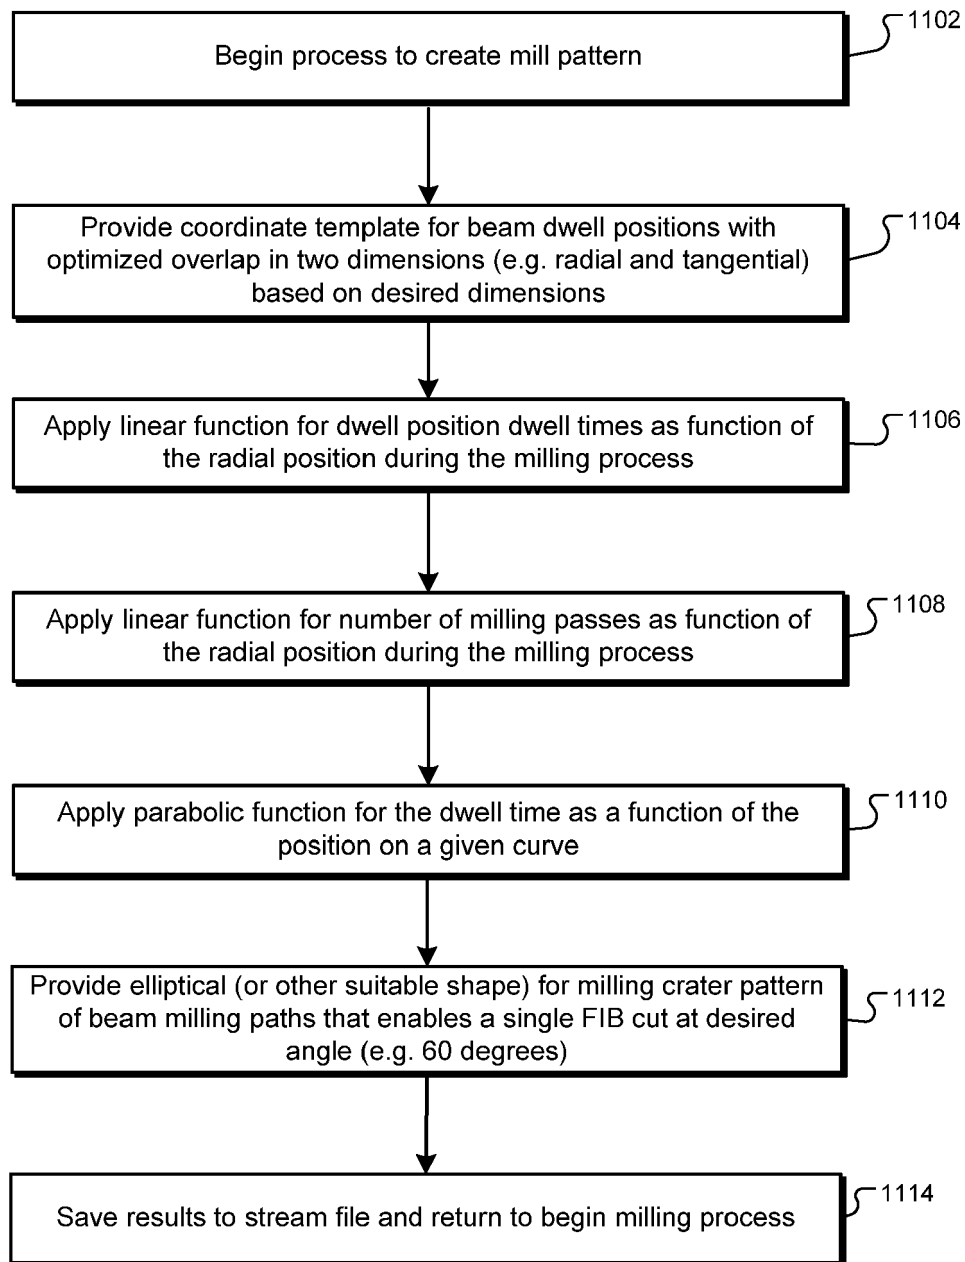 1102
Begin process to create mill pattern
1104
Provide coordinate template for beam dwell positions with
optimized overlap in two dimensions (e.g. radial and tangential)
based on desired dimensions
1106
Apply linear function for dwell position dwell times as function of
the radial position during the milling process
1108
Apply linear function for number of milling passes as function of
the radial position during the milling process
1110
Apply parabolic function for the dwell time as a function of the
position on a given curve
1112
Provide elliptical (or other suitable shape) for milling crater pattern
of beam milling paths that enables a single FIB cut at desired
angle (e.g. 60 degrees)
1114
Save results to stream file and return to begin milling process